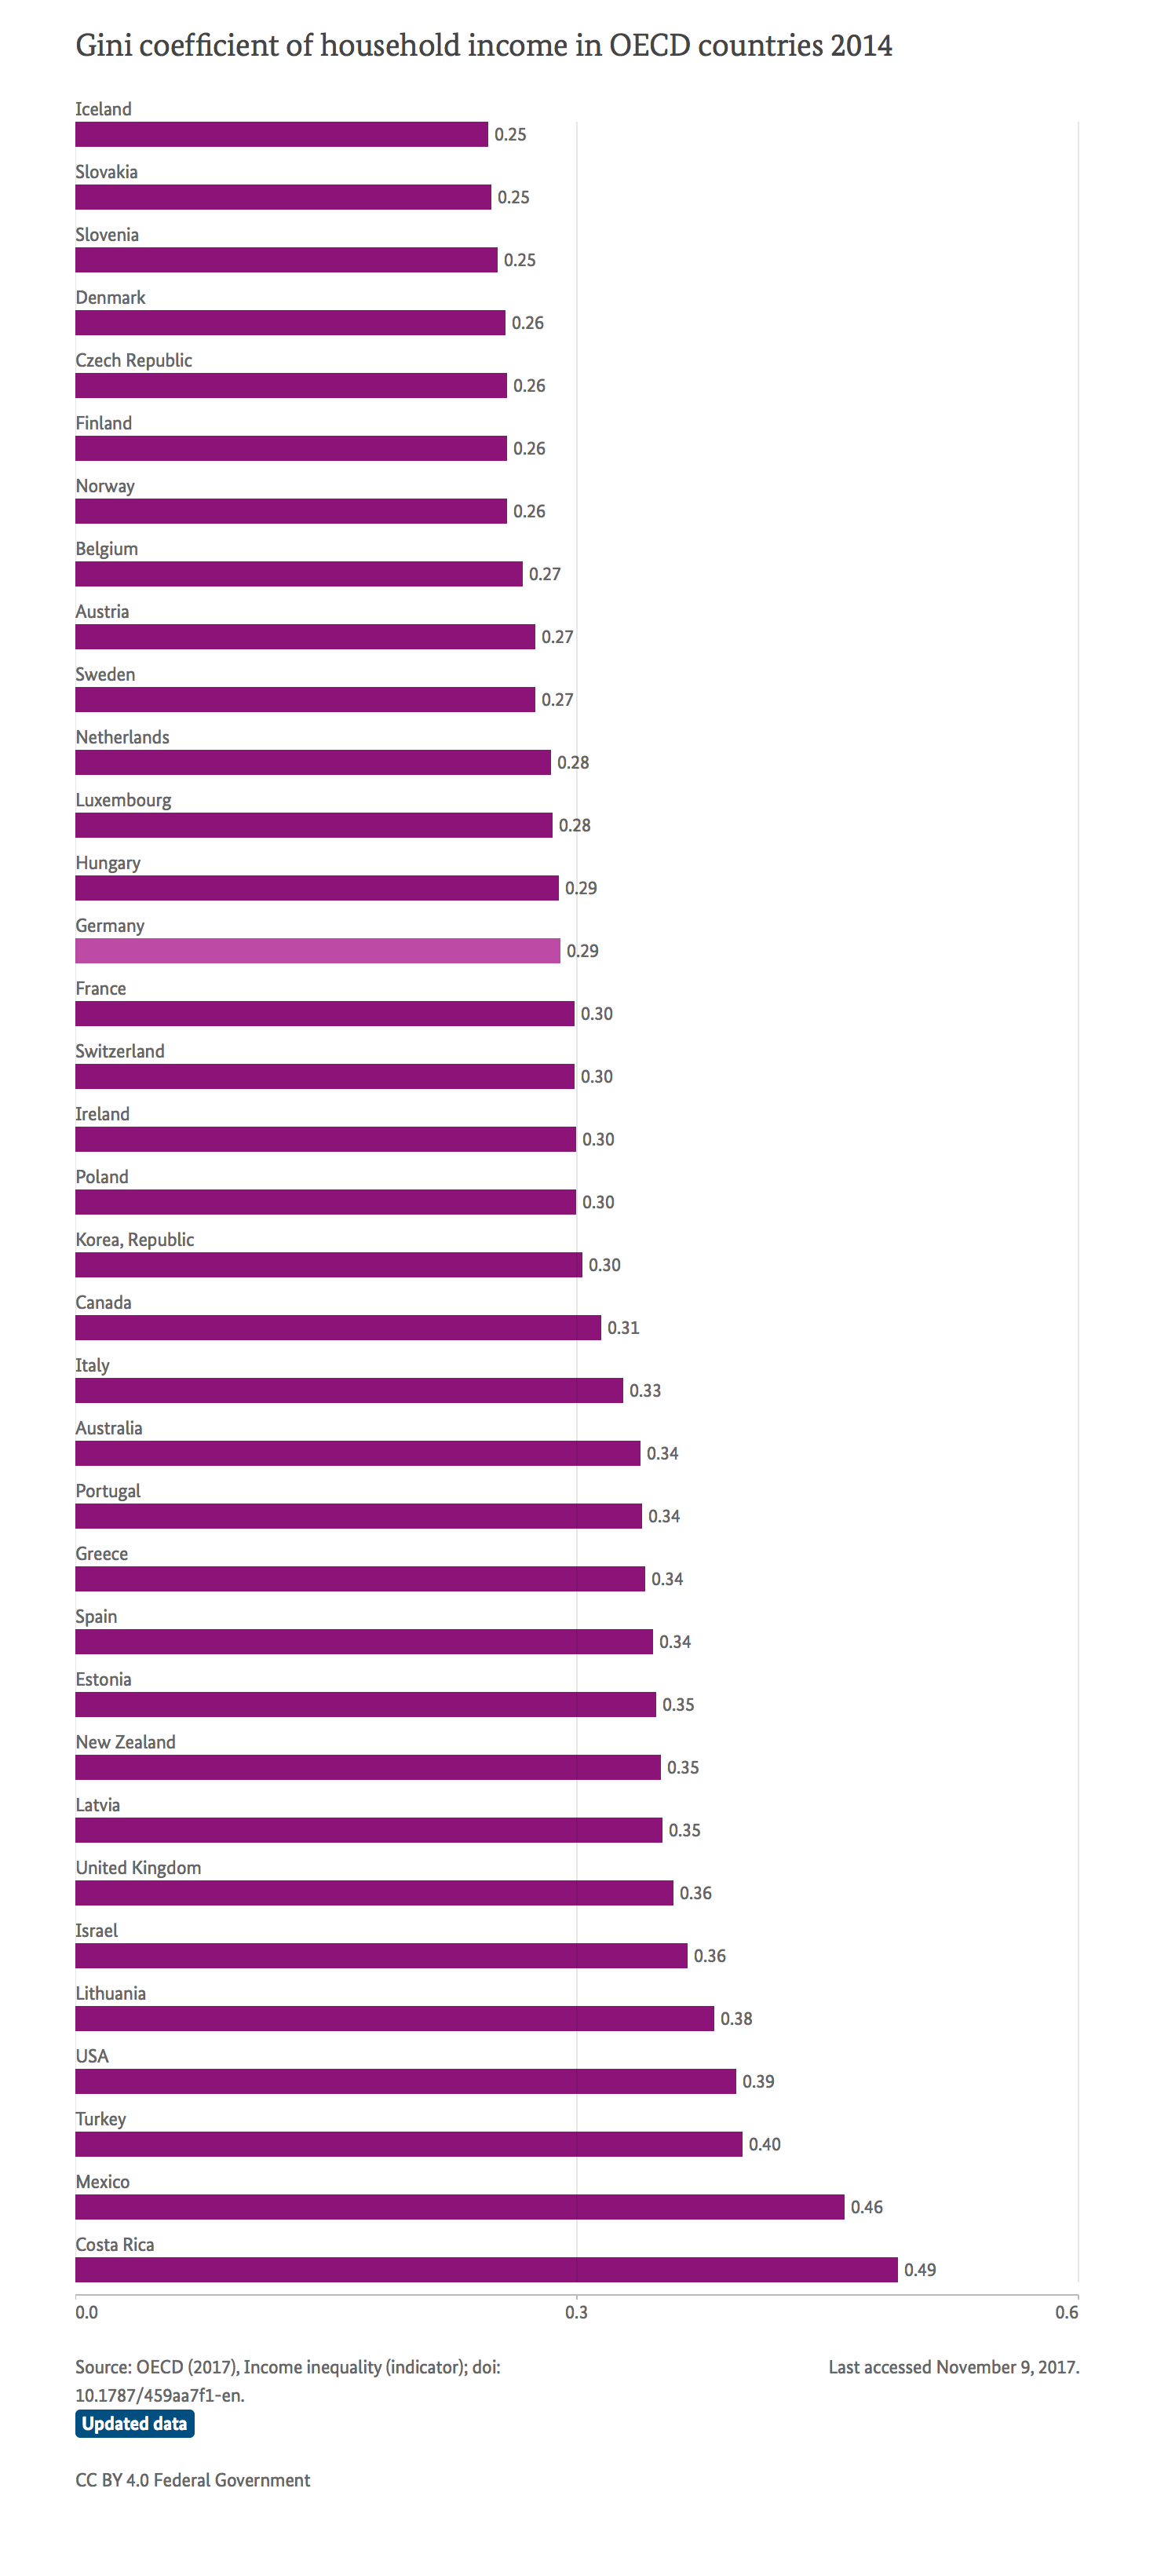 Gini coefficient of household income in OECD countries 2014
Iceland
0.25
Slovakia
0.25
Slovenia
0.25
Denmark
0.26
Czech Republic
0.26
Finland
0.26
Norway
0.26
Belgium
0.27
Austria
0.27
Sweden
0.27
Netherlands
0.28
Luxembourg
0.28
Hungary
0.29
Germany
0.29
France
0.30
Switzerland
0.30
Ireland
0.30
Poland
0.30
Korea, Republic
0.30
Canada
0.31
Italy
0.33
Australia
0.34
Portugal
0.34
Greece
0.34
Spain
0.34
Estonia
0.35
New Zealand
0.35
Latvia
0.35
United Kingdom
0.36
Israel
0.36
Lithuania
0.38
USA
0.39
Turkey
0.40
Mexico
0.46
Costa Rica
0.49
0.0 0.3 0.6
Source: OECD (2017), Income inequality (indicator); doi:
10.1787/459aa7f1-en.
Last accessed November 9, 2017.
Updated data
CC BY 4.0 Federal Government